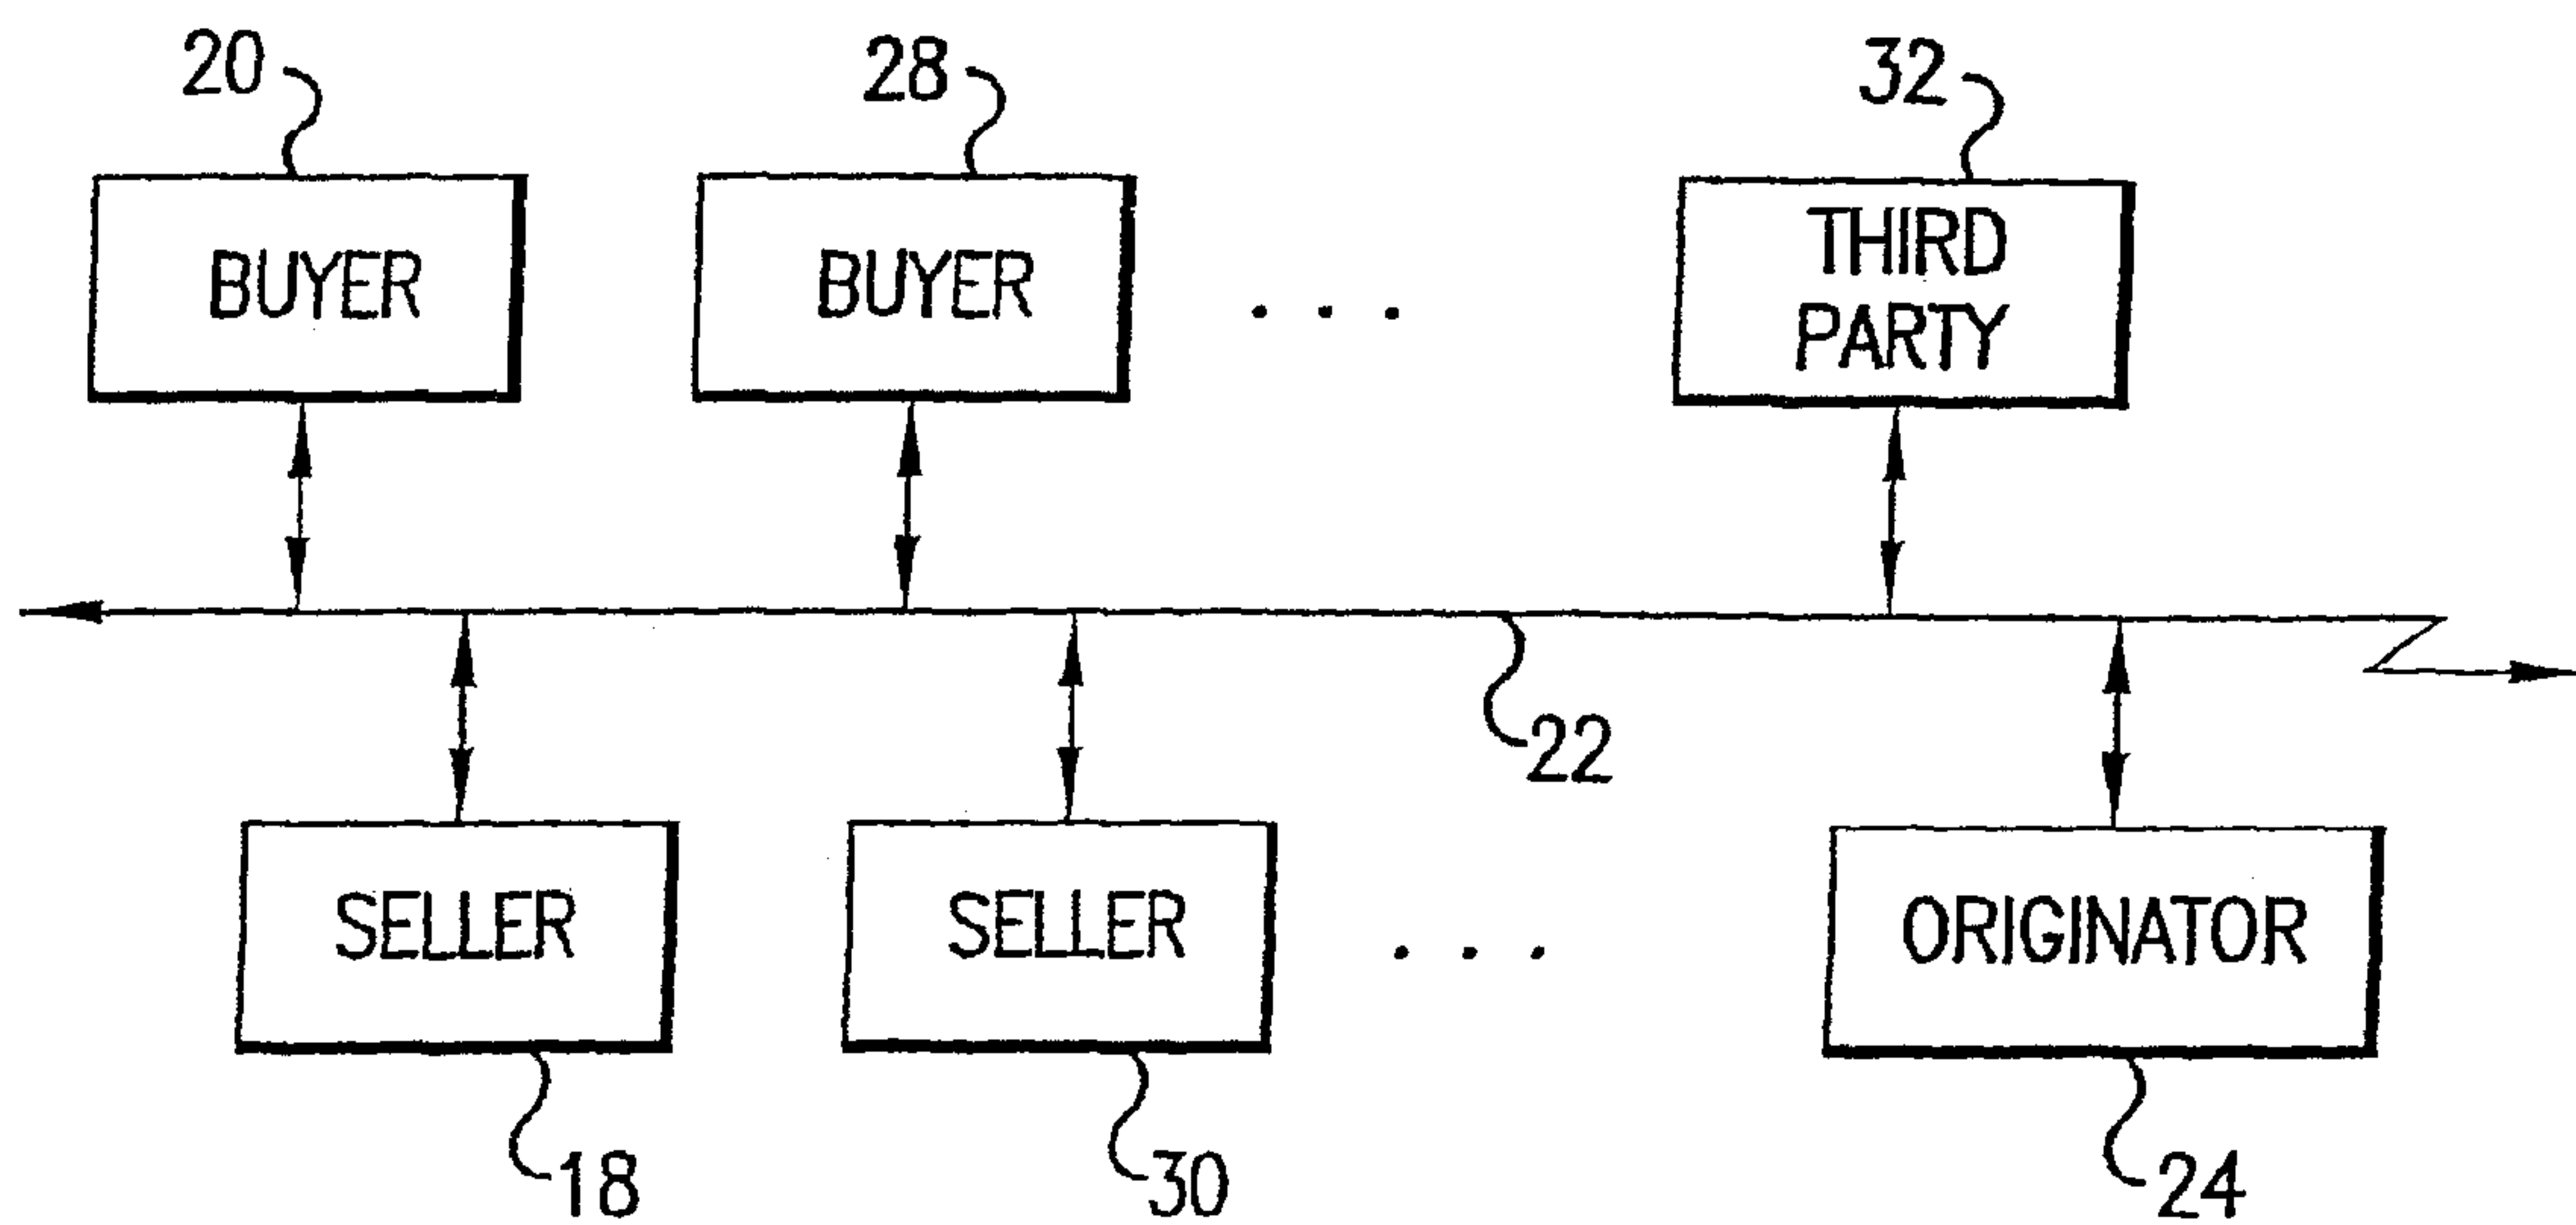 20
28
32
BUYER
BUYER
. . .
THIRD
PARTY
22
SELLER
SELLER
. . .
ORIGINATOR
18
30
24